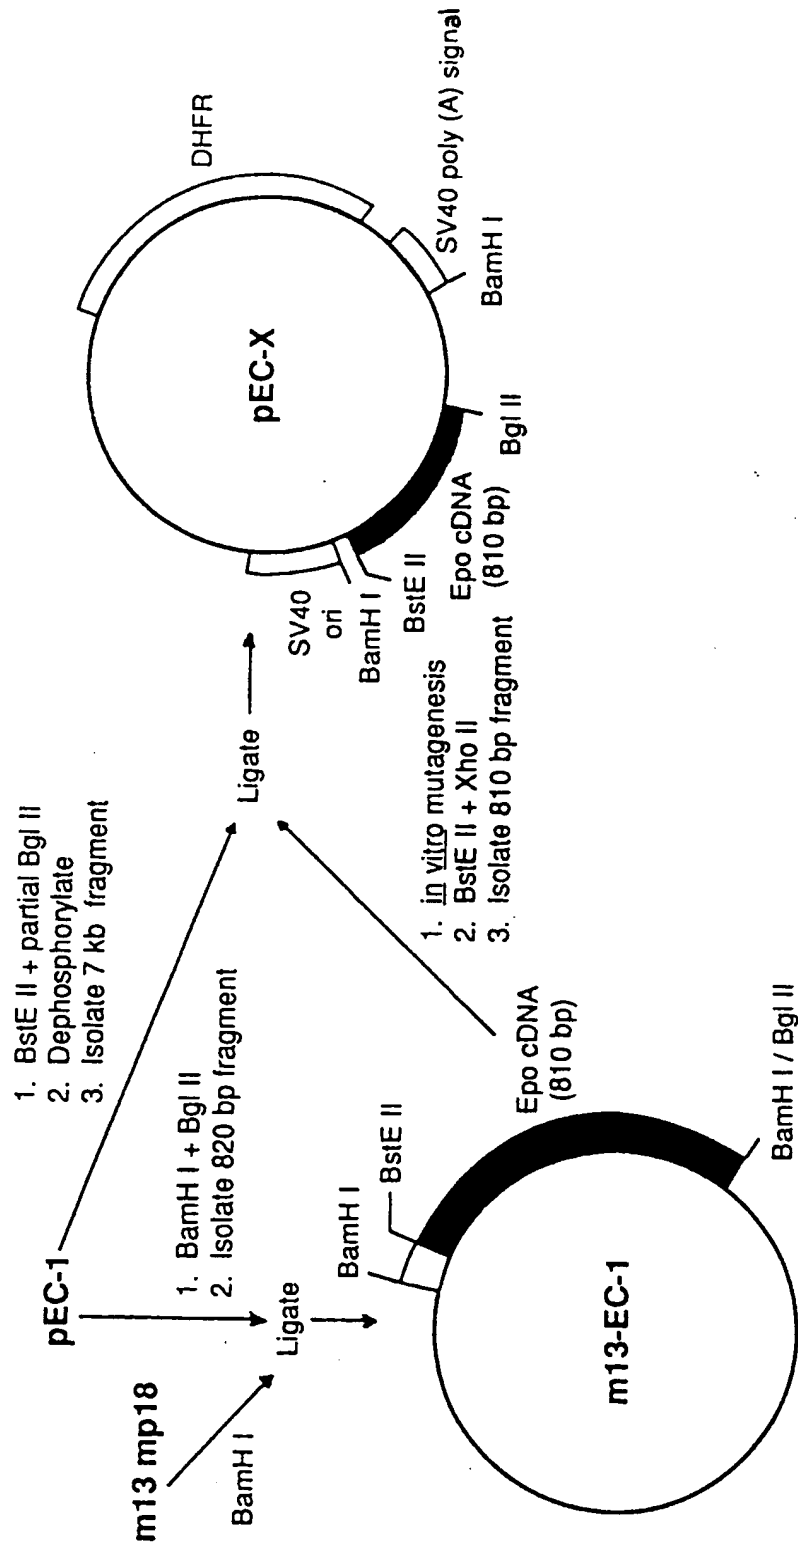 m13 mp18
BamH I
pEC-1
1. BstE II + partial Bgl II
2. Dephosphorylate
3. Isolate 7 kb fragment
1. BamH I + Bgl II
2. Isolate 820 bp fragment
Ligate
Ligate
BamH I
BstE II
Epo cDNA
(810 bp)
BamH I / Bgl II
m13-EC-1
1. in vitro mutagenesis
2. BstE II + Xho II
3. Isolate 810 bp fragment
SV40
ori
BamH I
BstE II
Epo cDNA
(810 bp)
Bgl II
BamH I
SV40 poly (A) signal
DHFR
pEC-X